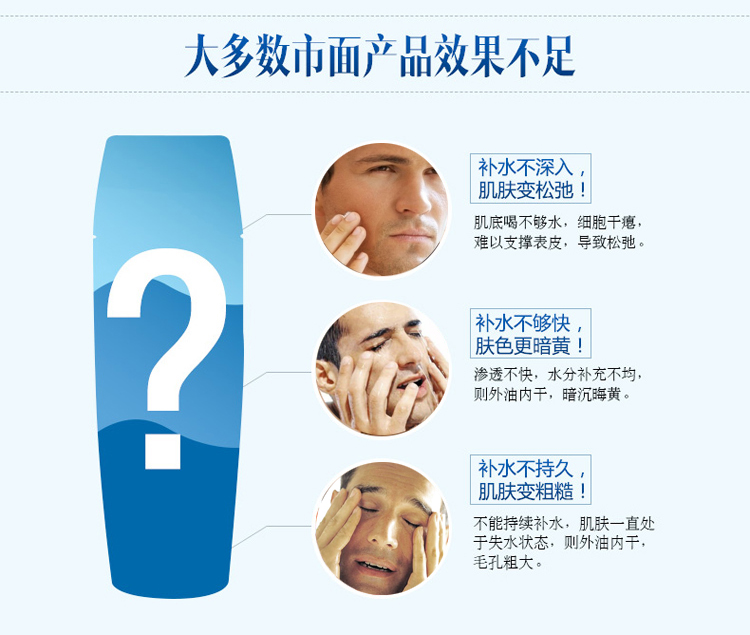 大多数市面产品效果不足
补水不深入，
肌肤变松弛！
肌底喝不够水，细胞干瘪，
难以支撑表皮，导致松弛。
?
补水不够快，
肤色更暗黄！
渗透不快，水分补充不均，
则外油内干，暗沉晦黄。
补水不持久，
肌肤变粗糙！
不能持续补水，肌肤一直处
于失水状态，则外油内干，
毛孔粗大。